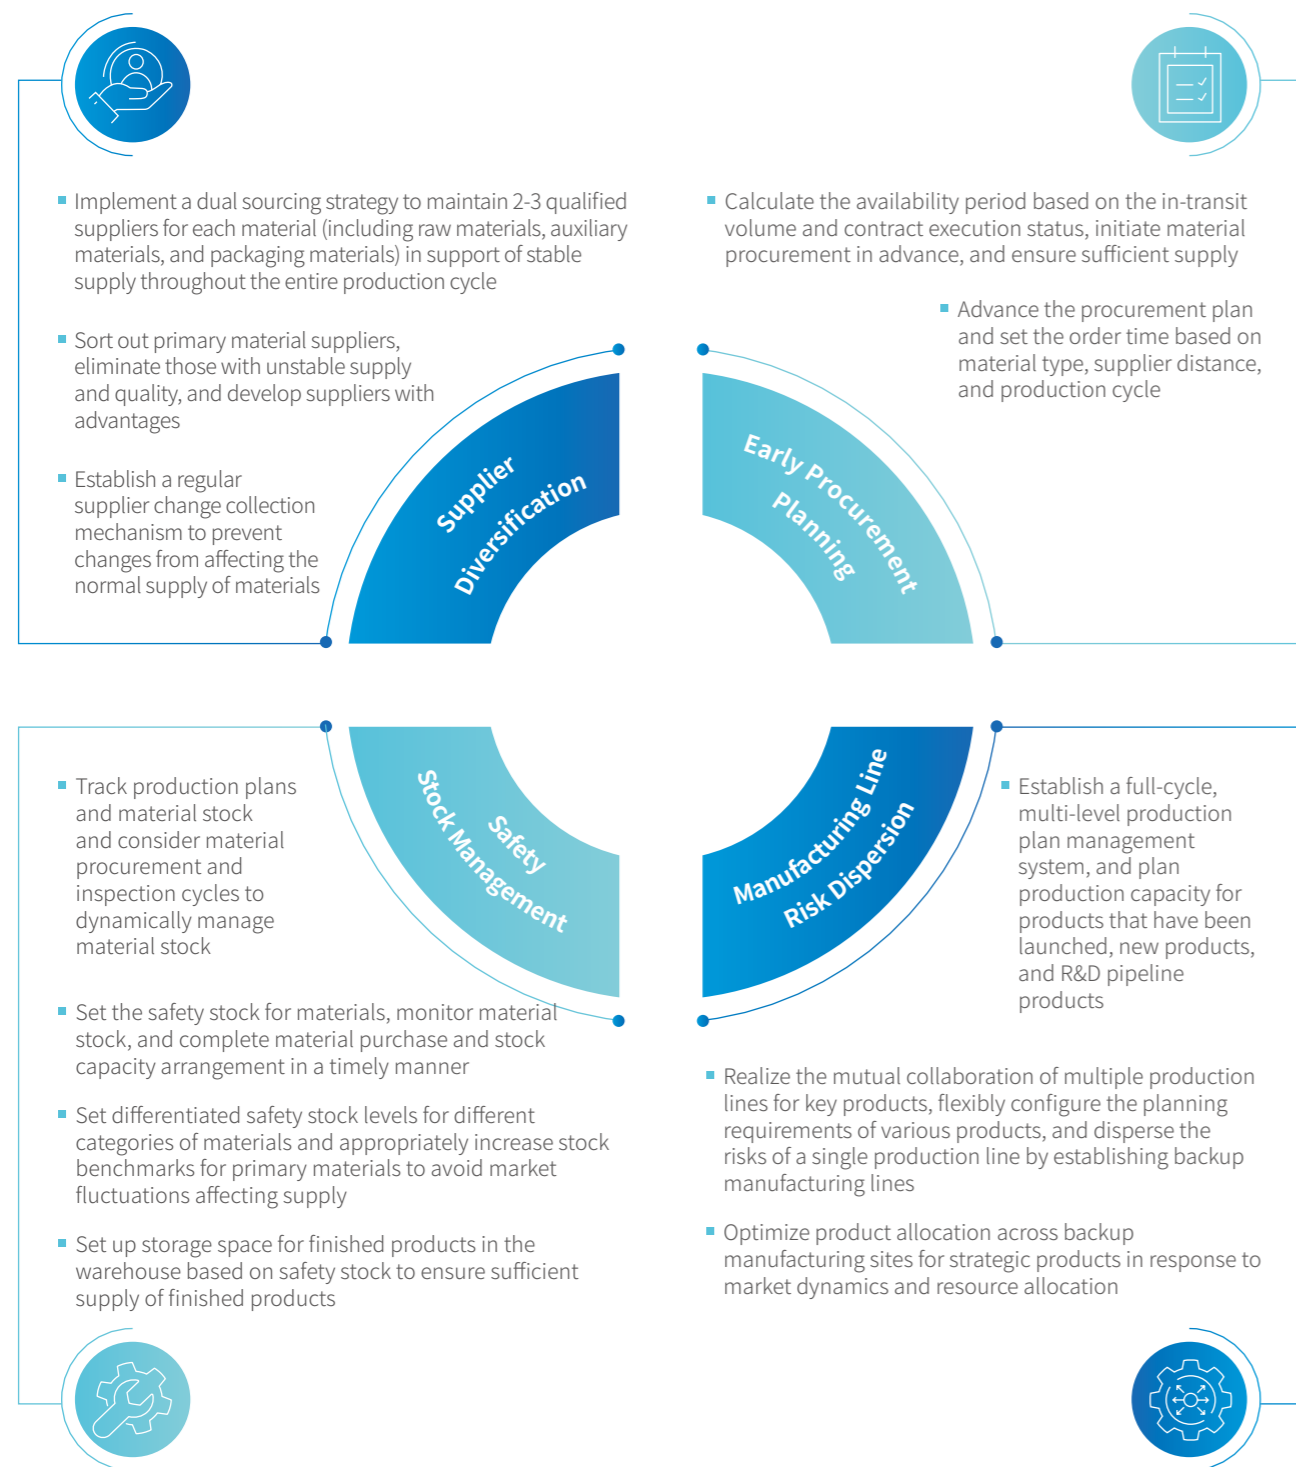 Implement a dual sourcing strategy to maintain 2-3 qualified
suppliers for each material (including raw materials, auxiliary
materials, and packaging materials) in support of stable
supply throughout the entire production cycle
Sort out primary material suppliers,
eliminate those with unstable supply
and quality, and develop suppliers with
advantages
Establish a regular
supplier change collection
mechanism to prevent
changes from affecting the
normal supply of materials
Supplier
Diversification
Calculate the availability period based on the in-transit
volume and contract execution status, initiate material
procurement in advance, and ensure sufficient supply
Advance the procurement plan
and set the order time based on
material type, supplier distance,
and production cycle
Early Procurement
Planning
Track production plans
and material stock
and consider material
procurement and
inspection cycles to
dynamically manage
material stock
Set the safety stock for materials, monitor material
stock, and complete material purchase and stock
capacity arrangement in a timely manner
Set differentiated safety stock levels for different
categories of materials and appropriately increase stock
benchmarks for primary materials to avoid market
fluctuations affecting supply
Set up storage space for finished products in the
warehouse based on safety stock to ensure sufficient
supply of finished products
Safety
Stock Management
Manufacturing Line
Risk Dispersion
Establish a full-cycle,
multi-level production
plan management
system, and plan
production capacity for
products that have been
launched, new products,
and R&D pipeline
products
Realize the mutual collaboration of multiple production
lines for key products, flexibly configure the planning
requirements of various products, and disperse the
risks of a single production line by establishing backup
manufacturing lines
Optimize product allocation across backup
manufacturing sites for strategic products in response to
market dynamics and resource allocation